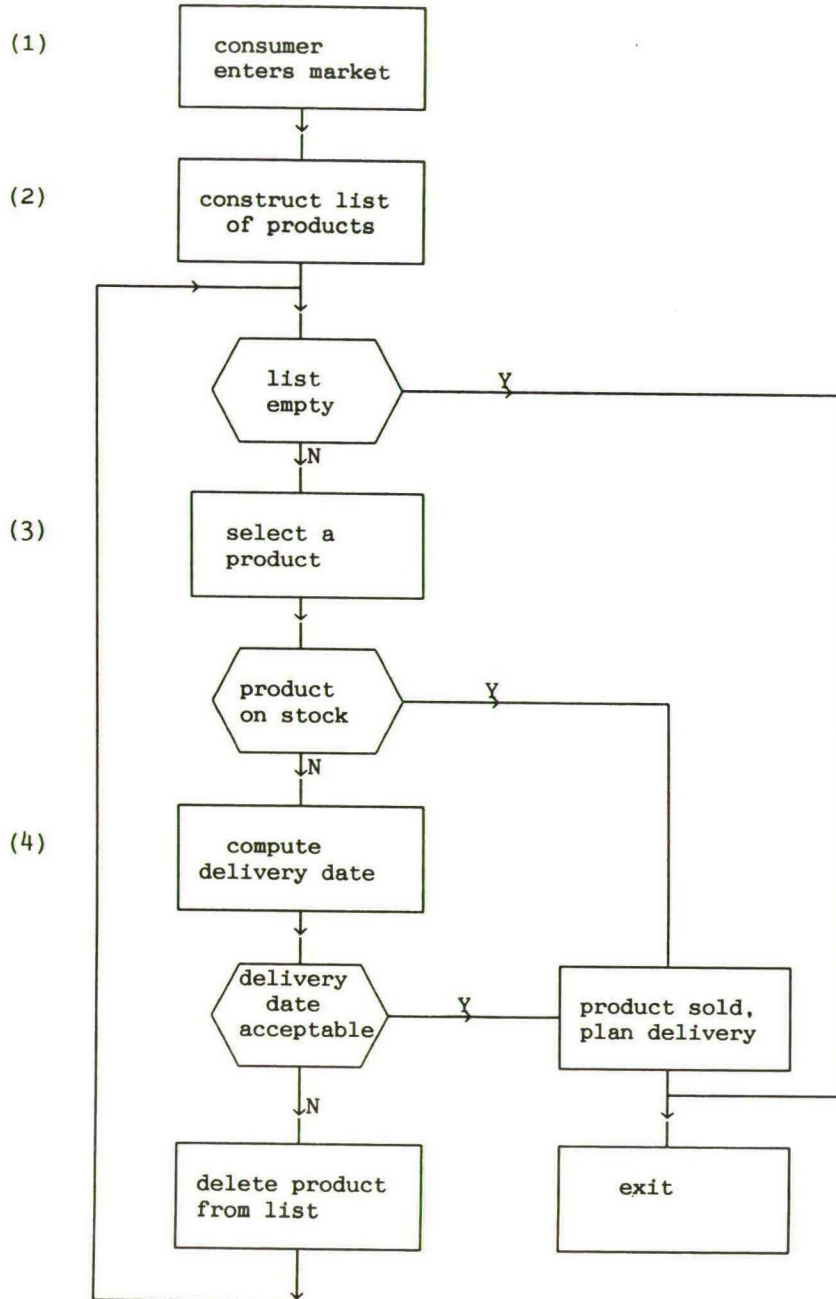 (1)
consumer
enters market
(2)
construct list
of products
list
empty
Y
N
(3)
select a
product
product
on stock
Y
N
(4)
compute
delivery date
delivery
date
acceptable
Y
product sold,
plan delivery
N
delete product
from list
exit